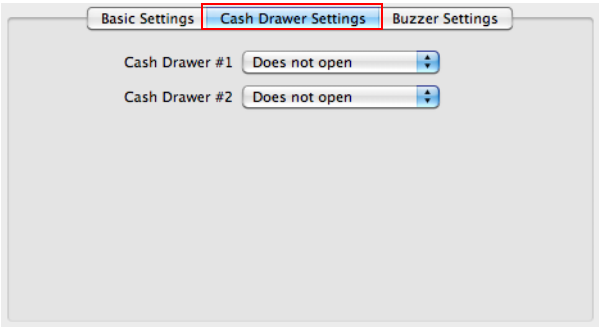 Basic Settings Cash Drawer Settings Buzzer Settings
Cash Drawer #1 Does not open
Cash Drawer #2 Does not open